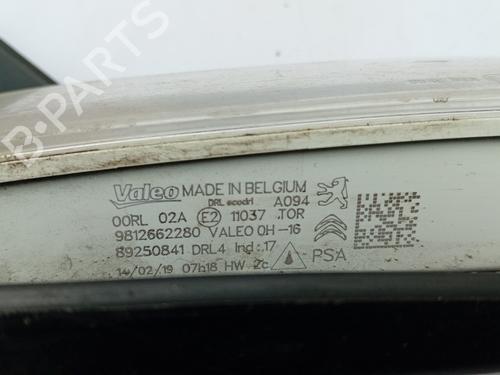 B-PARTS
Valeo MADE IN BELGIUM
DRL ecodri A094
00RL 02A E2 11037 .TOR
9812662280 VALEO 0H-16
89250841 DRL4 Ind:.17
14/02/19 07h18 HW Zc PSA